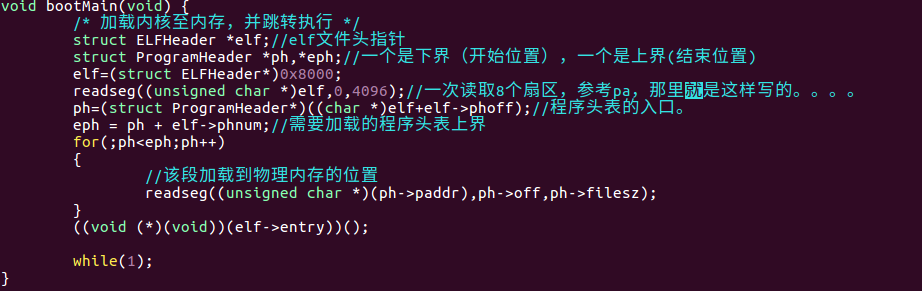 void bootMain(void) {
/* 加载内核至内存，并跳转执行 */
struct ELFHeader *elf;//elf文件头指针
struct ProgramHeader *ph,*eph;//一个是下界（开始位置），一个是上界(结束位置)
elf=(struct ELFHeader*)0x8000;
readseg((unsigned char *)elf,0,4096);//一次读取8个扇区，参考pa，那里就是这样写的。。。。
ph=(struct ProgramHeader*)((char *)elf+elf->phoff);//程序头表的入口。
eph = ph + elf->phnum;//需要加载的程序头表上界
for(;ph<eph;ph++)
{
//该段加载到物理内存的位置
readseg((unsigned char *)(ph->paddr),ph->off,ph->filesz);
}
((void (*)(void))(elf->entry))();
while(1);
}